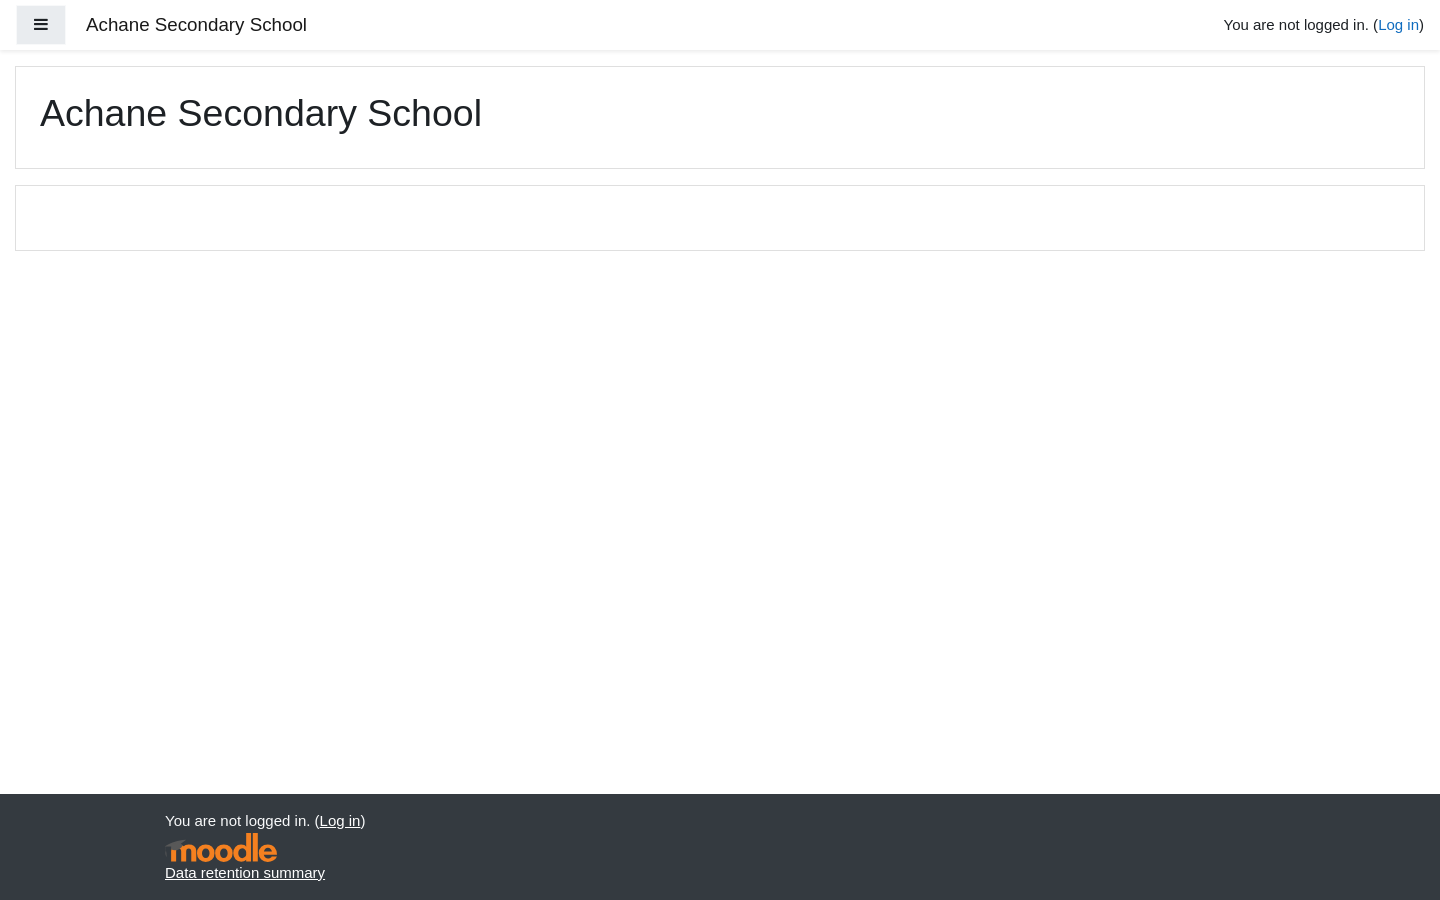 Achane Secondary School
You are not logged in. (Log in)
Achane Secondary School
You are not logged in. (Log in)
moodle
Data retention summary